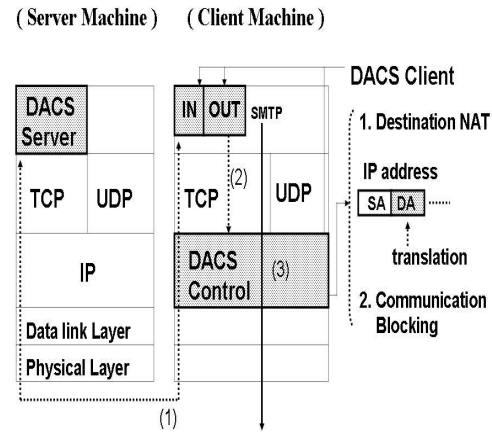 ( Server Machine )
( Client Machine )
DACS
Server
TCP
UDP
IP
Data link Layer
Physical Layer
(1)
IN
OUT
SMTP
(2)
TCP
UDP
DACS
Control
(3)
DACS Client
1. Destination NAT
IP address
SA
DA
translation
2. Communication
Blocking